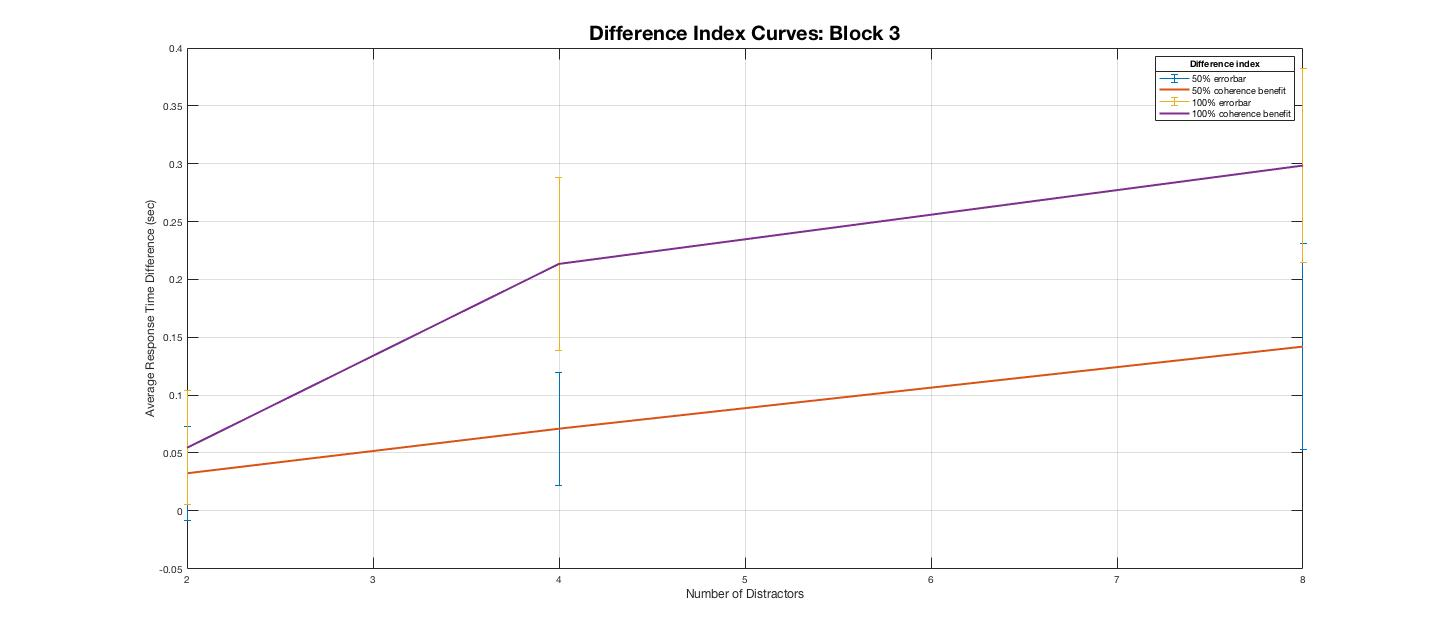 Difference Index Curves: Block 3
Difference index
50% errorbar
50% coherence benefit
100% errorbar
100% coherence benefit
0.4
0.35
0.3
0.25
0.2
0.15
0.1
0.05
0
-0.05
Average Response Time Difference (sec)
2 3 4 5 6 7 8
Number of Distractors